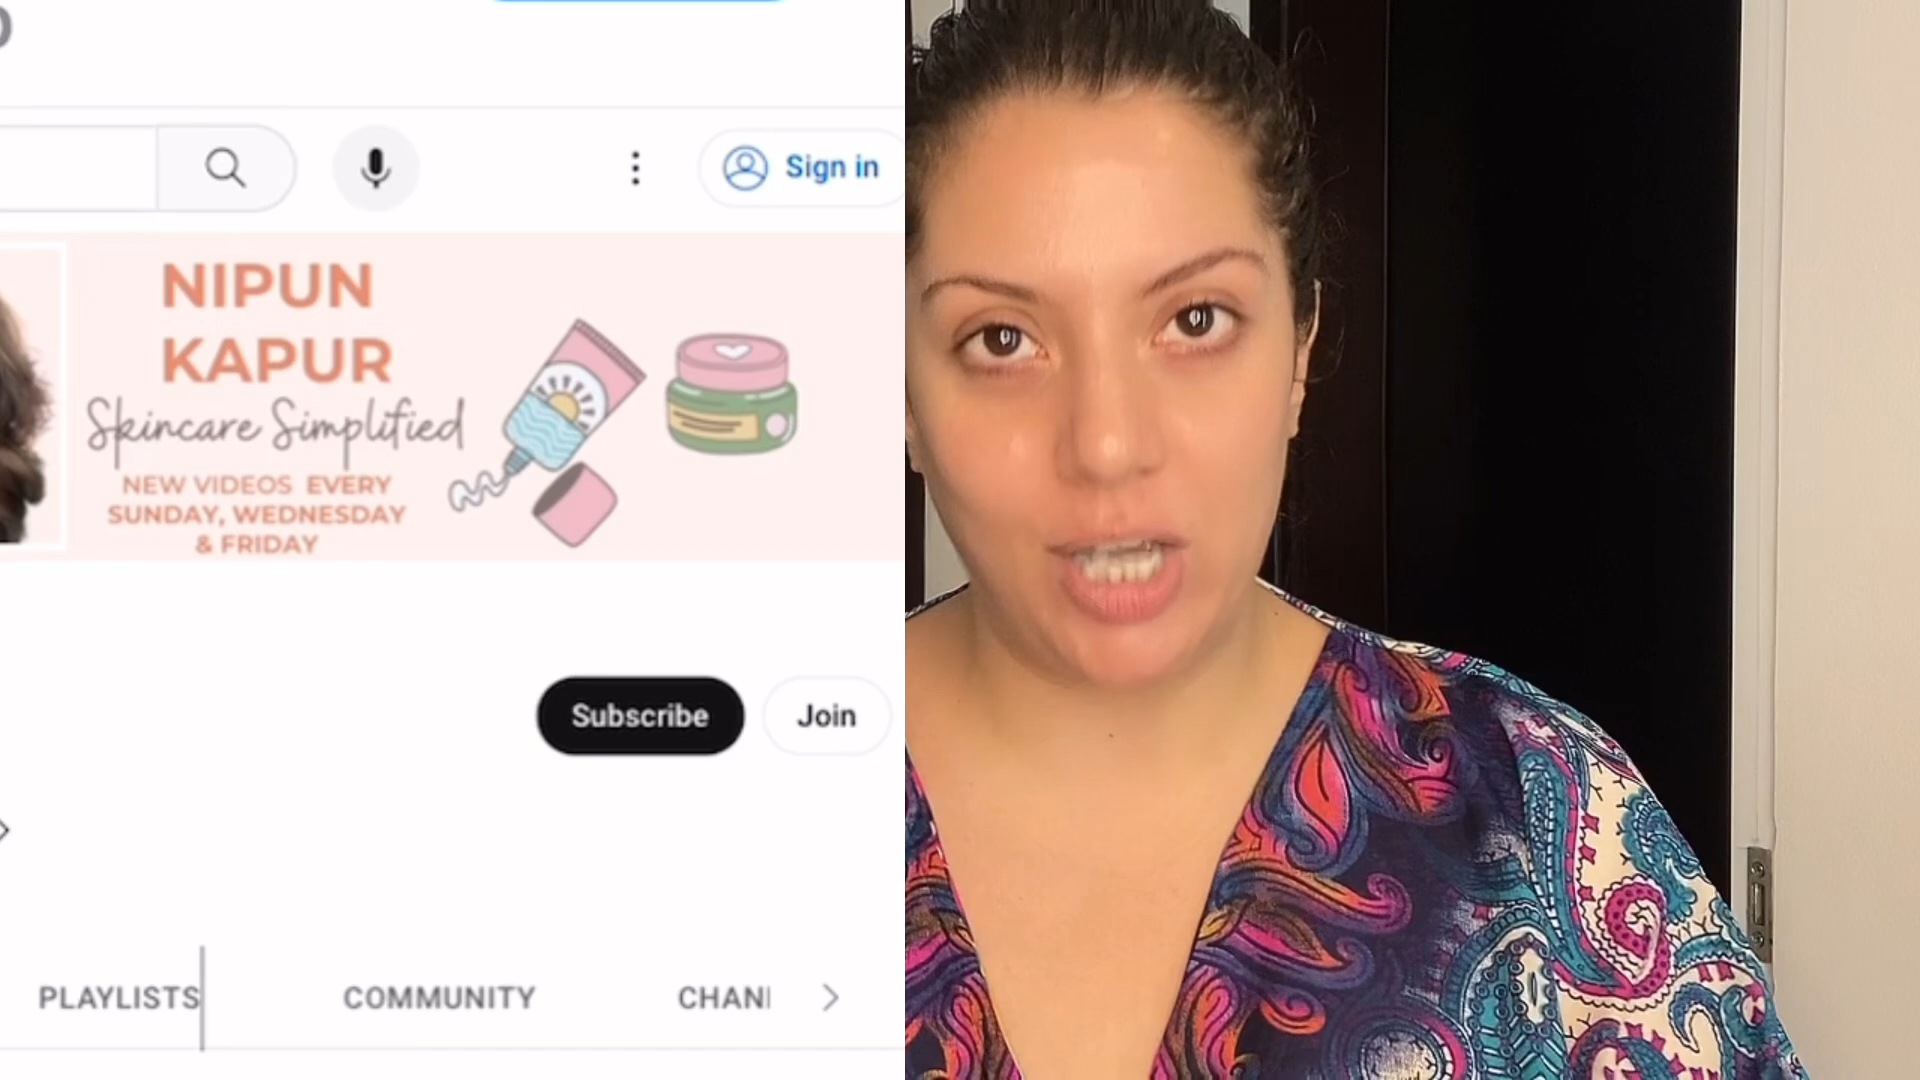 Sign in
NIPUN
KAPUR
Skincare Simplified
NEW VIDEOS EVERY
SUNDAY, WEDNESDAY
& FRIDAY
Subscribe
Join
PLAYLISTS
COMMUNITY